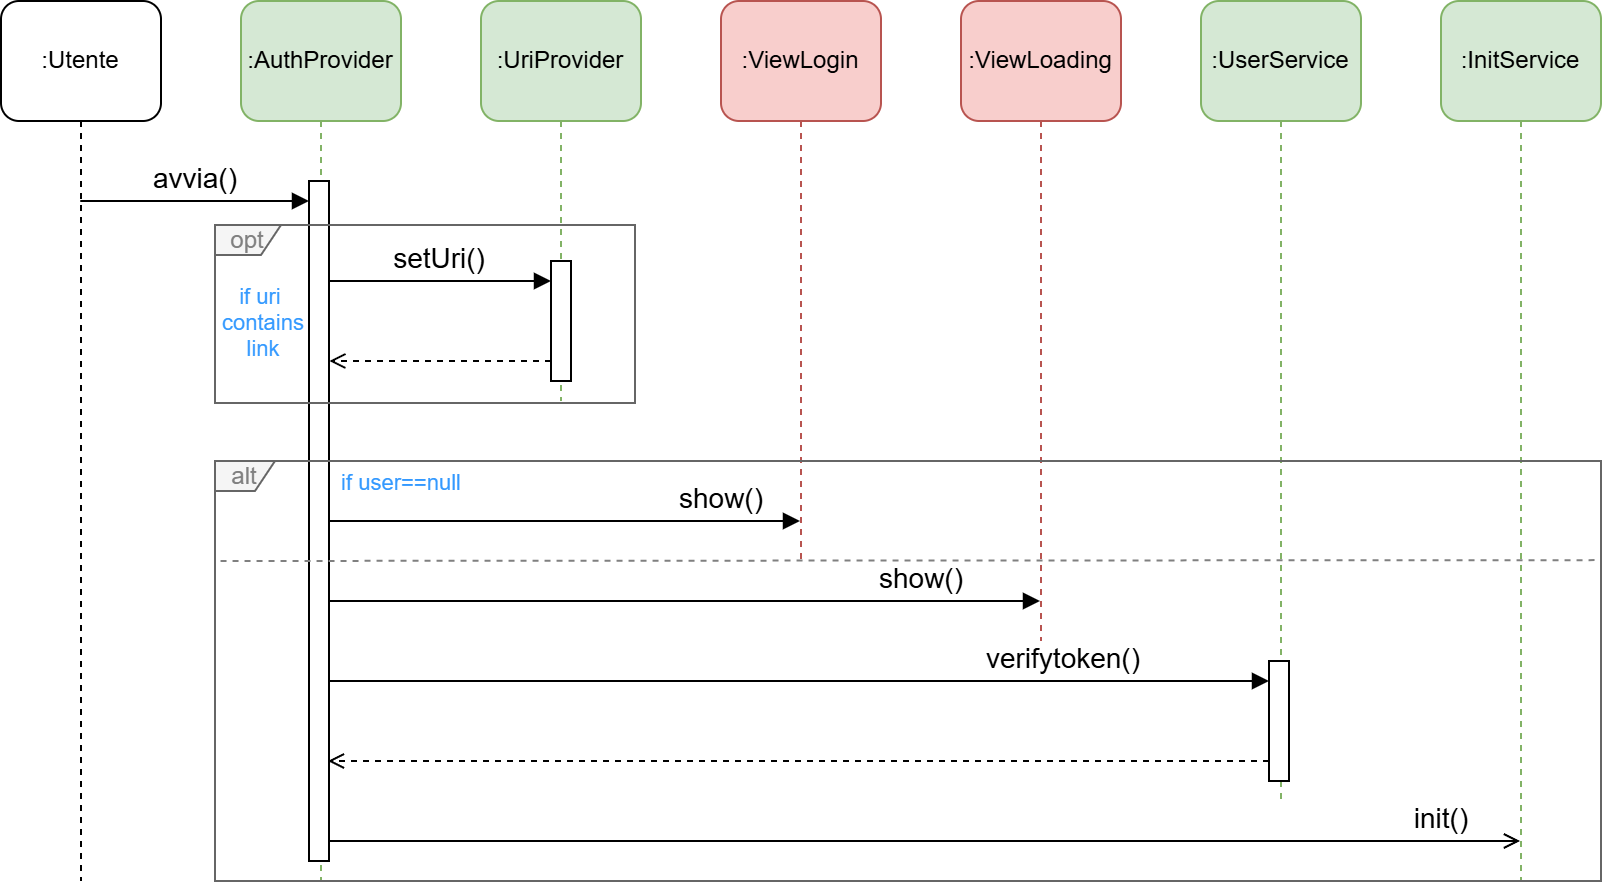 :Utente
:AuthProvider
:UriProvider
:ViewLogin
:ViewLoading
:UserService
:InitService
avvia()
opt
setUri()
if uri
contains
link
alt
if user==null
show()
show()
verifytoken()
init()